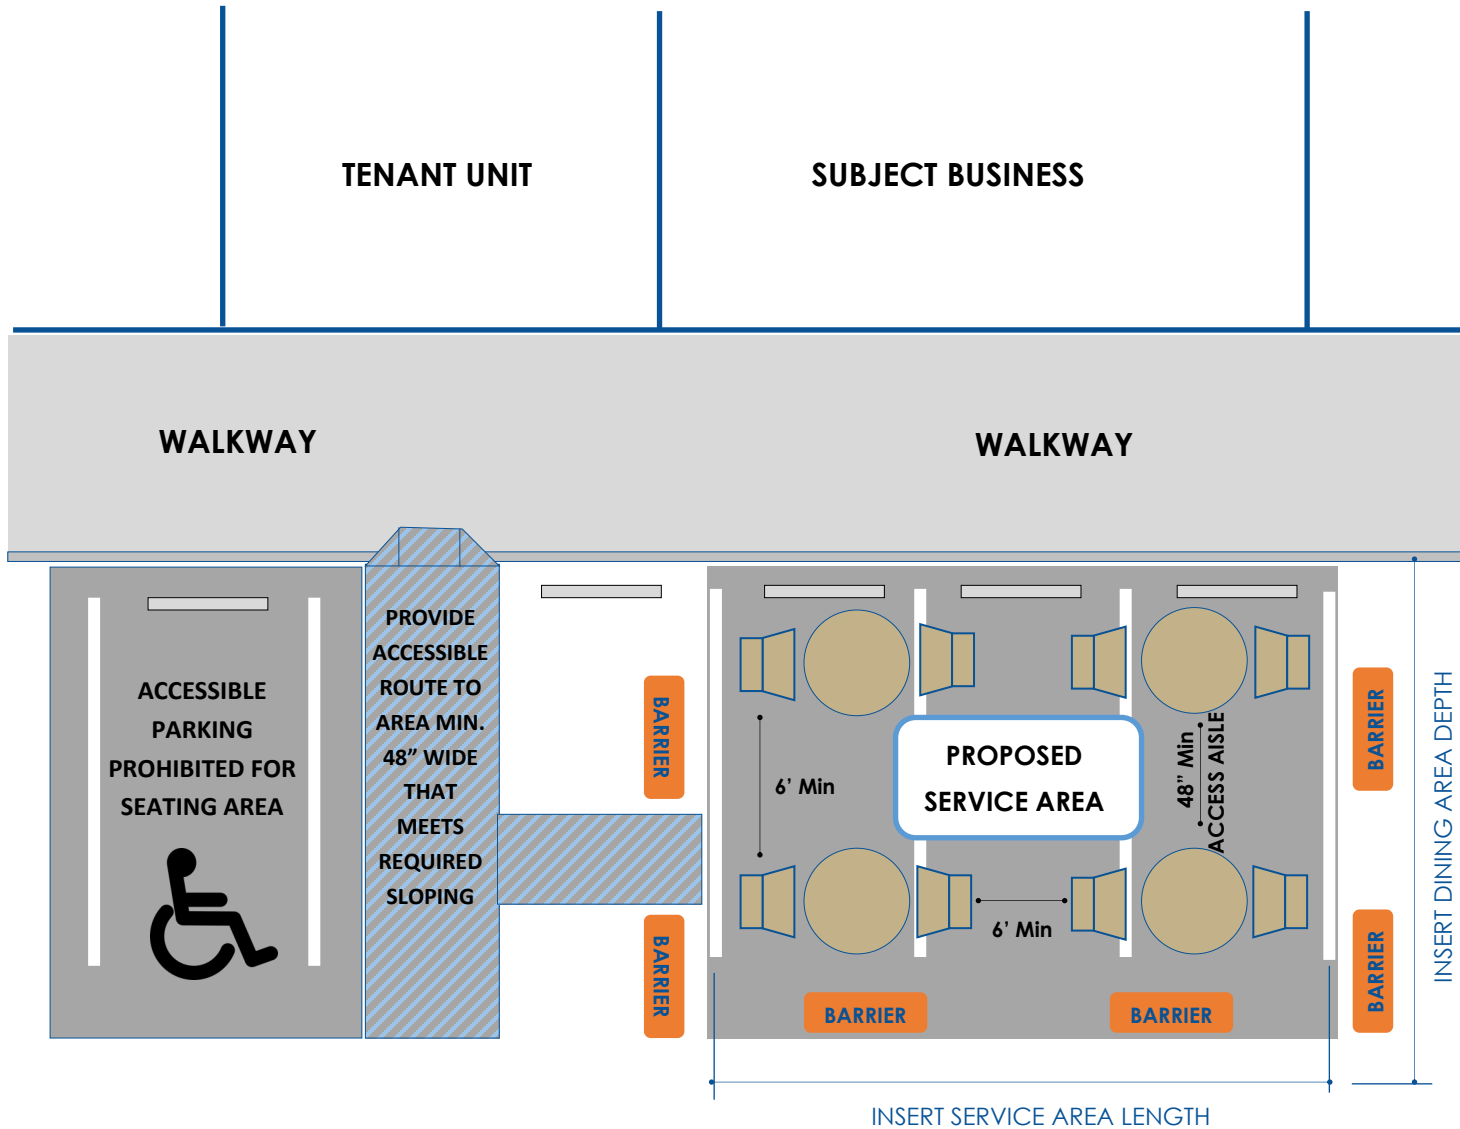 TENANT UNIT
SUBJECT BUSINESS
WALKWAY
WALKWAY
ACCESSIBLE
PARKING
PROHIBITED FOR
SEATING AREA
PROVIDE
ACCESSIBLE
ROUTE TO
AREA MIN.
48” WIDE
THAT
MEETS
REQUIRED
SLOPING
BARRIER
BARRIER
6’ Min
PROPOSED
SERVICE AREA
48” Min
ACCESS AISLE
6’ Min
BARRIER
BARRIER
BARRIER
BARRIER
INSERT DINING AREA DEPTH
INSERT SERVICE AREA LENGTH